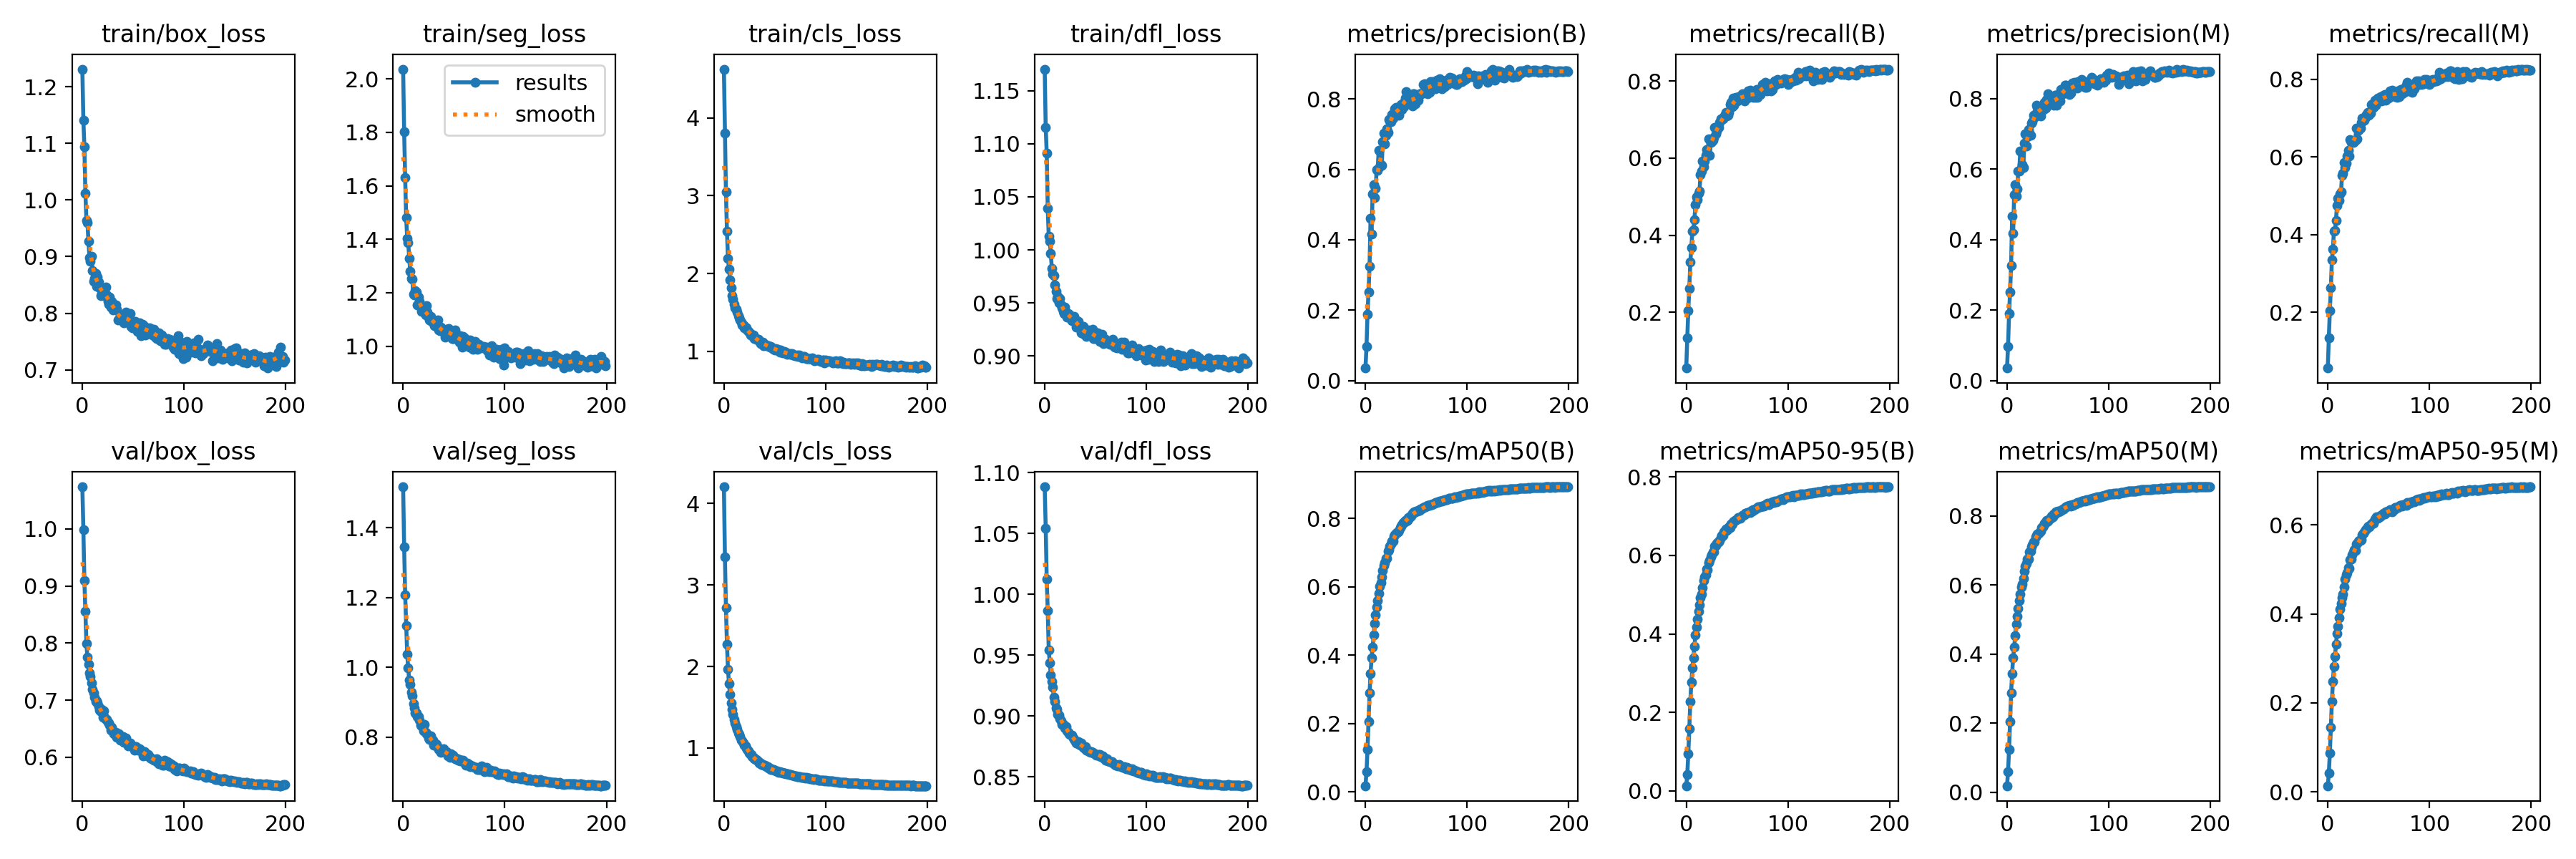 train/box_loss
1.2
1.1
1.0
0.9
0.8
0.7
0 100 200
train/seg_loss
results
smooth
2.0
1.8
1.6
1.4
1.2
1.0
0 100 200
train/cls_loss
4
3
2
1
0 100 200
train/dfl_loss
1.15
1.10
1.05
1.00
0.95
0.90
0 100 200
metrics/precision(B)
0.8
0.6
0.4
0.2
0.0
0 100 200
metrics/recall(B)
0.8
0.6
0.4
0.2
0 100 200
metrics/precision(M)
0.8
0.6
0.4
0.2
0.0
0 100 200
metrics/recall(M)
0.8
0.6
0.4
0.2
0 100 200
val/box_loss
1.0
0.9
0.8
0.7
0.6
0 100 200
val/seg_loss
1.4
1.2
1.0
0.8
0 100 200
val/cls_loss
4
3
2
1
0 100 200
val/dfl_loss
1.10
1.05
1.00
0.95
0.90
0.85
0 100 200
metrics/mAP50(B)
0.8
0.6
0.4
0.2
0.0
0 100 200
metrics/mAP50-95(B)
0.8
0.6
0.4
0.2
0.0
0 100 200
metrics/mAP50(M)
0.8
0.6
0.4
0.2
0.0
0 100 200
metrics/mAP50-95(M)
0.6
0.4
0.2
0.0
0 100 200